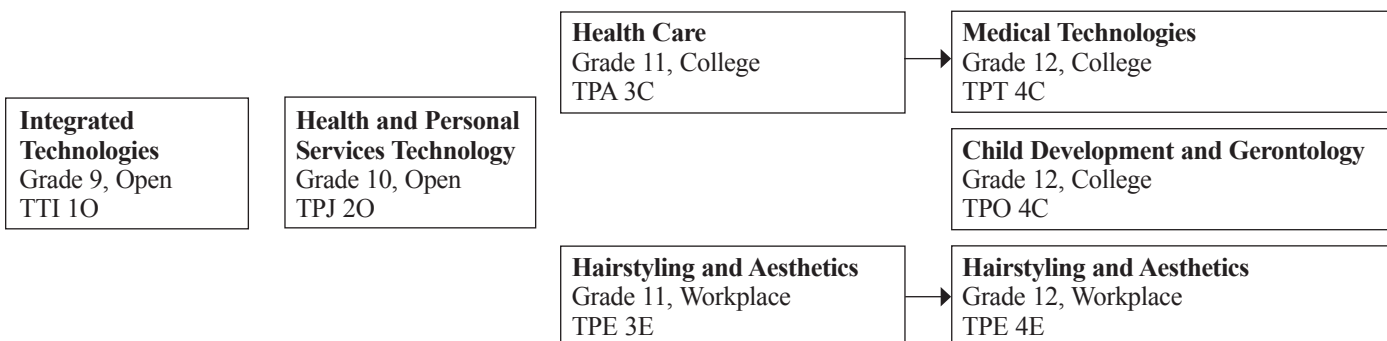 Health Care
Grade 11, College
TPA 3C
Medical Technologies
Grade 12, College
TPT 4C
Integrated
Technologies
Grade 9, Open
TTI 1O
Health and Personal
Services Technology
Grade 10, Open
TPJ 2O
Child Development and Gerontology
Grade 12, College
TPO 4C
Hairstyling and Aesthetics
Grade 11, Workplace
TPE 3E
Hairstyling and Aesthetics
Grade 12, Workplace
TPE 4E